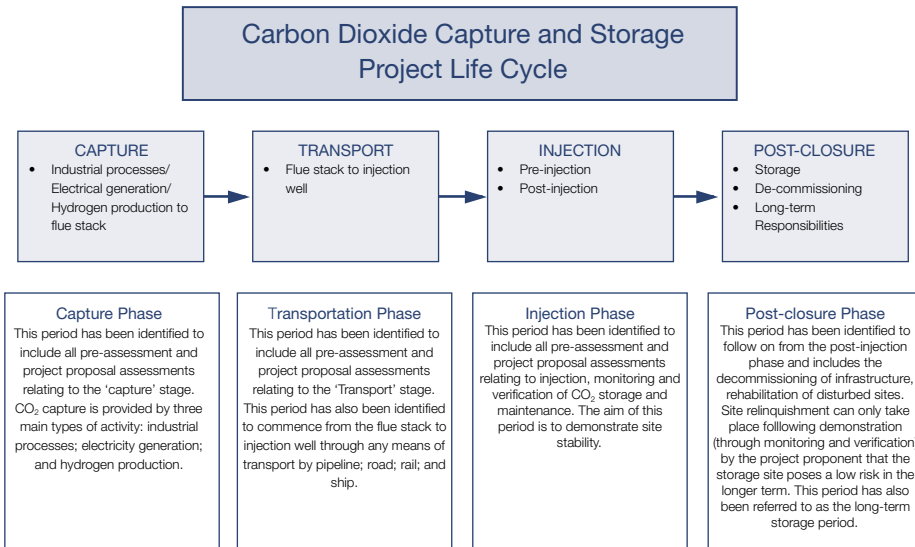 Carbon Dioxide Capture and Storage
Project Life Cycle
CAPTURE
• Industrial processes/
Electrical generation/
Hydrogen production to
flue stack
TRANSPORT
• Flue stack to injection
well
INJECTION
• Pre-injection
• Post-injection
POST-CLOSURE
• Storage
• De-commissioning
• Long-term
Responsibilities
Capture Phase
This period has been identified to
include all pre-assessment and
project proposal assessments
relating to the ‘capture’ stage.
CO₂ capture is provided by three
main types of activity: industrial
processes; electricity generation;
and hydrogen production.
Transportation Phase
This period has been identified to
include all pre-assessment and
project proposal assessments
relating to the ‘Transport’ stage.
This period has also been identified
to commence from the flue stack to
injection well through any means of
transport by pipeline; road; rail; and
ship.
Injection Phase
This period has been identified to
include all pre-assessment and
project proposal assessments
relating to injection, monitoring and
verification of CO₂ storage and
maintenance. The aim of this
period is to demonstrate site
stability.
Post-closure Phase
This period has been identified to
follow on from the post-injection
phase and includes the
decommissing of infrastructure,
rehabilitation of disturbed sites.
Site relinquishment can only take
place folllowing demonstration
(through monitoring and verification)
by the project proponent that the
storage site poses a low risk in the
longer term. This period has also
been referred to as the long-term
storage period.